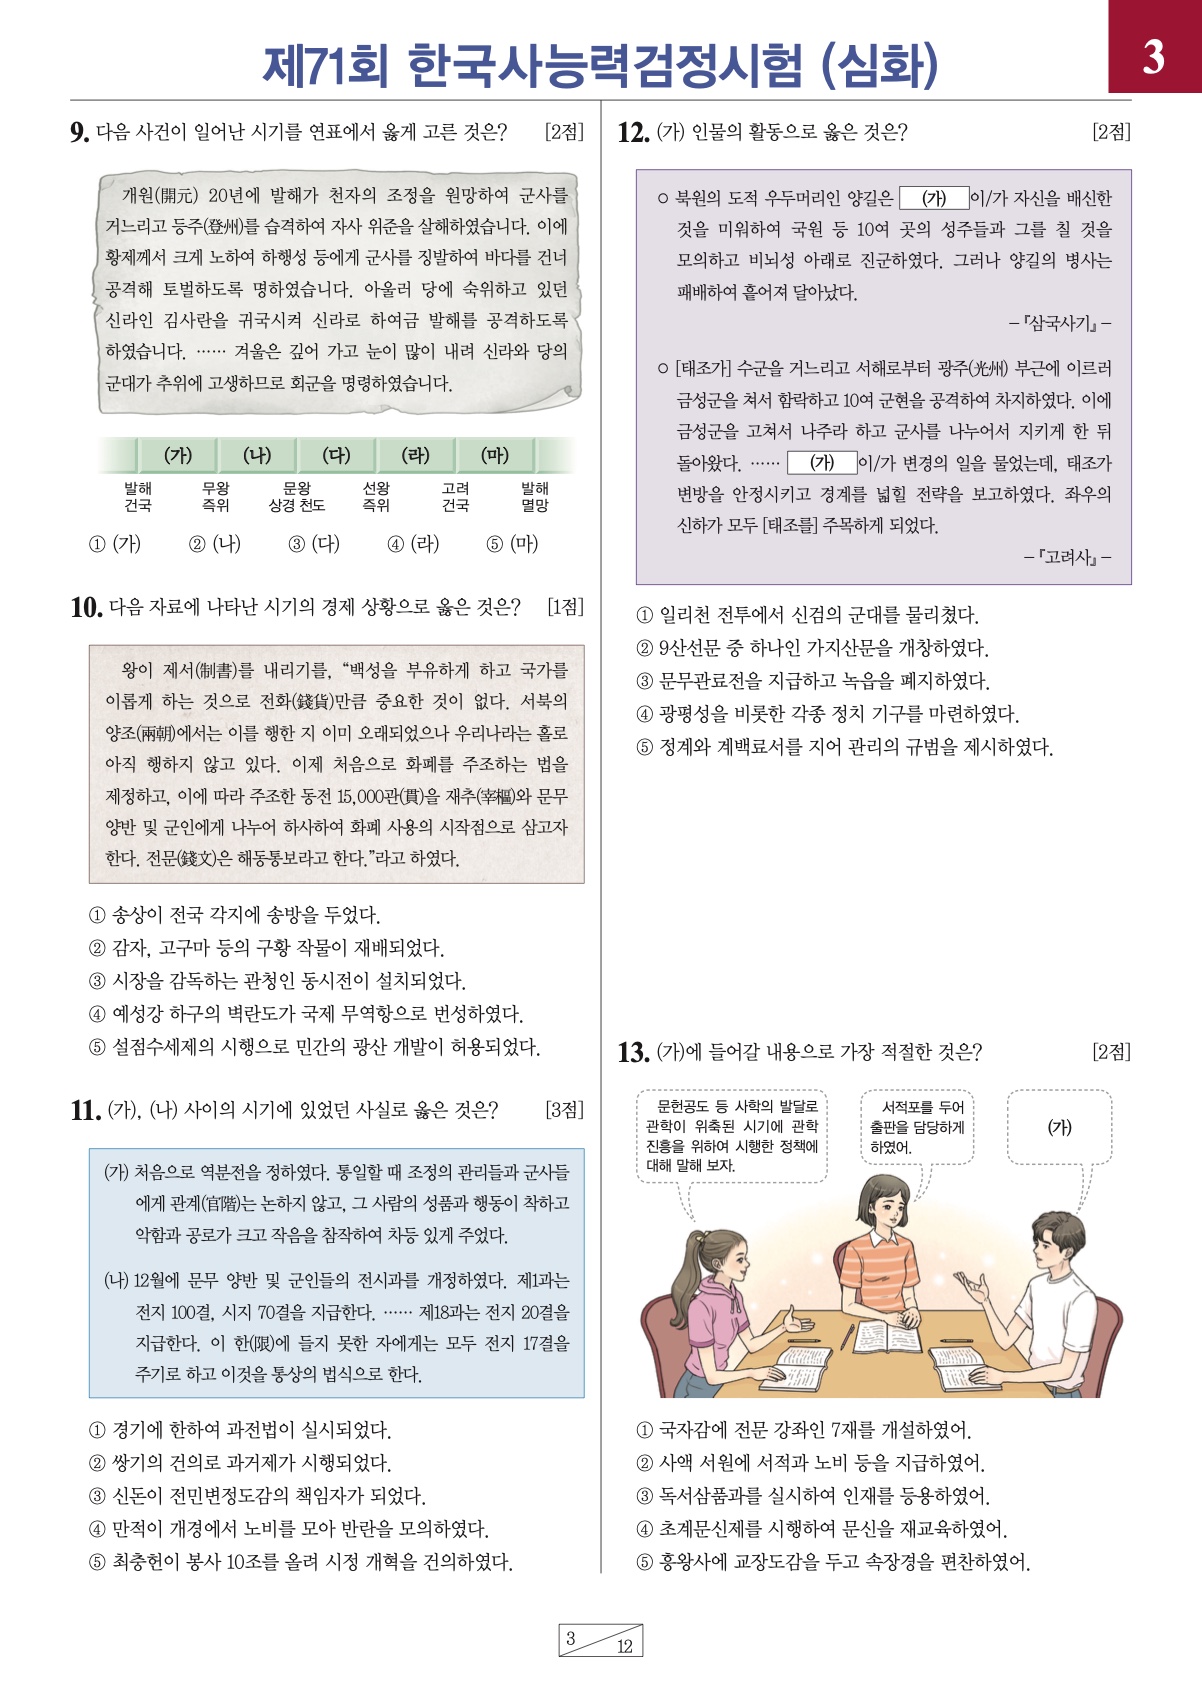 제71회 한국사능력검정시험 (심화)
3
9. 다음 사건이 일어난 시기를 연표에서 옳게 고른 것은? [2점]
개원(開元) 20년에 발해가 천자의 조정을 원망하여 군사를
거느리고 등주(登州)를 습격하여 자사 위준을 살해하였습니다. 이에
황제께서 크게 노하여 하행성 등에게 군사를 징발하여 바다를 건너
공격해 토벌하도록 명하였습니다. 아울러 당에 숙위하고 있던
신라인 김사란을 귀국시켜 신라로 하여금 발해를 공격하도록
하였습니다. …… 겨울은 깊어 가고 눈이 많이 내려 신라와 당의
군대가 추위에 고생하므로 회군을 명령하였습니다.
(가) (나) (다) (라) (마)
발해 무왕 문왕 선왕 고려 발해
건국 즉위 상경 천도 즉위 건국 멸망
① (가) ② (나) ③ (다) ④ (라) ⑤ (마)
10. 다음 자료에 나타난 시기의 경제 상황으로 옳은 것은? [1점]
왕이 제서(制書)를 내리기를, “백성을 부유하게 하고 국가를
이롭게 하는 것으로 전화(錢貨)만큼 중요한 것이 없다. 서북의
양조(兩朝)에서는 이를 행한 지 이미 오래되었으나 우리나라는 홀로
아직 행하지 않고 있다. 이제 처음으로 화폐를 주조하는 법을
제정하고, 이에 따라 주조한 동전 15,000관(貫)을 재추(宰樞)와 문무
양반 및 군인에게 나누어 하사하여 화폐 사용의 시작점으로 삼고자
한다. 전문(錢文)은 해동통보라고 한다.”라고 하였다.
① 송상이 전국 각지에 송방을 두었다.
② 감자, 고구마 등의 구황 작물이 재배되었다.
③ 시장을 감독하는 관청인 동시전이 설치되었다.
④ 예성강 하구의 벽란도가 국제 무역항으로 번성하였다.
⑤ 설점수세제의 시행으로 민간의 광산 개발이 허용되었다.
11. (가), (나) 사이의 시기에 있었던 사실로 옳은 것은? [3점]
(가) 처음으로 역분전을 정하였다. 통일할 때 조정의 관리들과 군사들
에게 관계(官階)는 논하지 않고, 그 사람의 성품과 행동이 착하고
악함과 공로가 크고 작음을 참작하여 차등 있게 주었다.
(나) 12월에 문무 양반 및 군인들의 전시과를 개정하였다. 제1과는
전지 100결, 시지 70결을 지급한다. …… 제18과는 전지 20결을
지급한다. 이 한(限)에 들지 못한 자에게는 모두 전지 17결을
주기로 하고 이것을 통상의 법식으로 한다.
① 경기에 한하여 과전법이 실시되었다.
② 쌍기의 건의로 과거제가 시행되었다.
③ 신돈이 전민변정도감의 책임자가 되었다.
④ 만적이 개경에서 노비를 모아 반란을 모의하였다.
⑤ 최충헌이 봉사 10조를 올려 시정 개혁을 건의하였다.
12. (가) 인물의 활동으로 옳은 것은? [2점]
○ 북원의 도적 우두머리인 양길은 (가) 이/가 자신을 배신한
것을 미워하여 국원 등 10여 곳의 성주들과 그를 칠 것을
모의하고 비뇌성 아래로 진군하였다. 그러나 양길의 병사는
패배하여 흩어져 달아났다.
– 『삼국사기』 –
○ [태조가] 수군을 거느리고 서해로부터 광주(光州) 부근에 이르러
금성군을 쳐서 함락하고 10여 군현을 공격하여 차지하였다. 이에
금성군을 고쳐서 나주라 하고 군사를 나누어서 지키게 한 뒤
돌아왔다. …… (가) 이/가 변경의 일을 물었는데, 태조가
변방을 안정시키고 경계를 넓힐 전략을 보고하였다. 좌우의
신하가 모두 [태조를] 주목하게 되었다.
– 『고려사』 –
① 일리천 전투에서 신검의 군대를 물리쳤다.
② 9산선문 중 하나인 가지산문을 개창하였다.
③ 문무관료전을 지급하고 녹읍을 폐지하였다.
④ 광평성을 비롯한 각종 정치 기구를 마련하였다.
⑤ 정계와 계백료서를 지어 관리의 규범을 제시하였다.
13. (가)에 들어갈 내용으로 가장 적절한 것은? [2점]
문헌공도 등 사학의 발달로
관학이 위축된 시기에 관학
진흥을 위하여 시행한 정책에
대해 말해 보자.
서적포를 두어
출판을 담당하게
하였어.
(가)
① 국자감에 전문 강좌인 7재를 개설하였어.
② 사액 서원에 서적과 노비 등을 지급하였어.
③ 독서삼품과를 실시하여 인재를 등용하였어.
④ 초계문신제를 시행하여 문신을 재교육하였어.
⑤ 흥왕사에 교장도감을 두고 속장경을 편찬하였어.
3
12